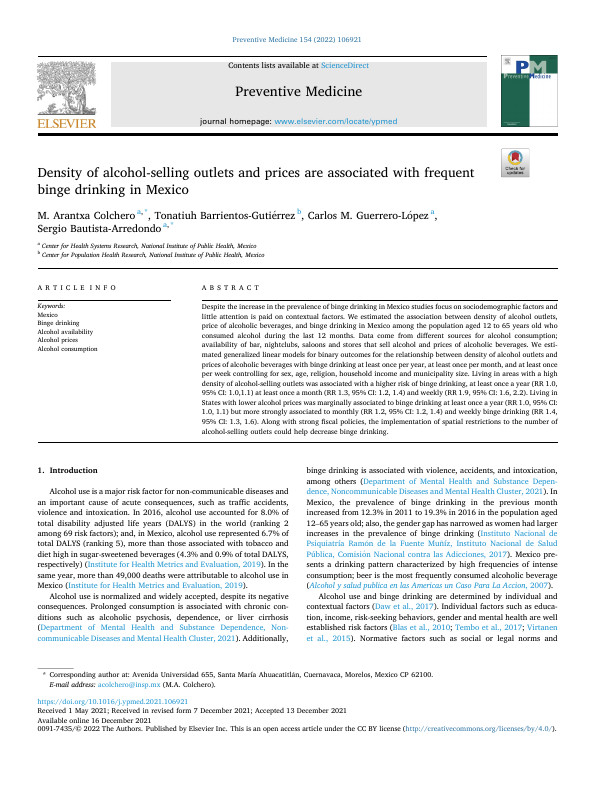 Preventive Medicine 154 (2022) 106921
Contents lists available at ScienceDirect
Preventive Medicine
journal homepage: www.elsevier.com/locate/ypmed
ELSEVIER
PM
Preventive Medicine
Check for
updates
Density of alcohol-selling outlets and prices are associated with frequent
binge drinking in Mexico
M. Arantxa Colchero a,*, Tonatiuh Barrientos-Gutiérrez b, Carlos M. Guerrero-López a,
Sergio Bautista-Arredondo a,*
a Center for Health Systems Research, National Institute of Public Health, Mexico
b Center for Population Health Research, National Institute of Public Health, Mexico
ARTICLE INFO
Keywords:
Mexico
Binge drinking
Alcohol availability
Alcohol prices
Alcohol consumption
ABSTRACT
Despite the increase in the prevalence of binge drinking in Mexico studies focus on sociodemographic factors and
little attention is paid on contextual factors. We estimated the association between density of alcohol outlets,
price of alcoholic beverages, and binge drinking in Mexico among the population aged 12 to 65 years old who
consumed alcohol during the last 12 months. Data come from different sources for alcohol consumption;
availability of bar, nightclubs, saloons and stores that sell alcohol and prices of alcoholic beverages. We esti-
mated generalized linear models for binary outcomes for the relationship between density of alcohol outlets and
prices of alcoholic beverages with binge drinking at least once per year, at least once per month, and at least once
per week controlling for sex, age, religion, household income and municipality size. Living in areas with a high
density of alcohol-selling outlets was associated with a higher risk of binge drinking, at least once a year (RR 1.0,
95% CI: 1.0,1.1) at least once a month (RR 1.3, 95% CI: 1.2, 1.4) and weekly (RR 1.9, 95% CI: 1.6, 2.2). Living in
States with lower alcohol prices was marginally associated to binge drinking at least once a year (RR 1.0, 95% CI:
1.0, 1.1) but more strongly associated to monthly (RR 1.2, 95% CI: 1.2, 1.4) and weekly binge drinking (RR 1.4,
95% CI: 1.3, 1.6). Along with strong fiscal policies, the implementation of spatial restrictions to the number of
alcohol-selling outlets could help decrease binge drinking.
1. Introduction
Alcohol use is a major risk factor for non-communicable diseases and
an important cause of acute consequences, such as traffic accidents,
violence and intoxication. In 2016, alcohol use accounted for 8.0% of
total disability adjusted life years (DALYS) in the world (ranking 2
among 69 risk factors); and, in Mexico, alcohol use represented 6.7% of
total DALYS (ranking 5), more than those associated with tobacco and
diet high in sugar-sweetened beverages (4.3% and 0.9% of total DALYS,
respectively) (Institute for Health Metrics and Evaluation, 2019). In the
same year, more than 49,000 deaths were attributable to alcohol use in
Mexico (Institute for Health Metrics and Evaluation, 2019).
Alcohol use is normalized and widely accepted, despite its negative
consequences. Prolonged consumption is associated with chronic con-
ditions such as alcoholic psychosis, dependence, or liver cirrhosis
(Department of Mental Health and Substance Dependence, Non-
communicable Diseases and Mental Health Cluster, 2021). Additionally,
binge drinking is associated with violence, accidents, and intoxication,
among others (Department of Mental Health and Substance Depen-
dence, Noncommunicable Diseases and Mental Health Cluster, 2021). In
Mexico, the prevalence of binge drinking in the previous month
increased from 12.3% in 2011 to 19.3% in 2016 in the population aged
12–65 years old; also, the gender gap has narrowed as women had larger
increases in the prevalence of binge drinking (Instituto Nacional de
Psiquiatría Ramón de la Fuente Muñiz, Instituto Nacional de Salud
Pública, Comisión Nacional contra las Adicciones, 2017). Mexico pre-
sents a drinking pattern characterized by high frequencies of intense
consumption; beer is the most frequently consumed alcoholic beverage
(Alcohol y salud publica en las Americas un Caso Para La Accion, 2007).
Alcohol use and binge drinking are determined by individual and
contextual factors (Daw et al., 2017). Individual factors such as educa-
tion, income, risk-seeking behaviors, gender and mental health are well
established risk factors (Blas et al., 2010; Tembo et al., 2017; Virtanen
et al., 2015). Normative factors such as social or legal norms and
* Corresponding author at: Avenida Universidad 655, Santa María Ahuacatitlán, Cuernavaca, Morelos, Mexico CP 62100.
E-mail address: acolchero@insp.mx (M.A. Colchero).
https://doi.org/10.1016/j.ypmed.2021.106921
Received 1 May 2021; Received in revised form 7 December 2021; Accepted 13 December 2021
Available online 16 December 2021
0091-7435/© 2022 The Authors. Published by Elsevier Inc. This is an open access article under the CC BY license (http://creativecommons.org/licenses/by/4.0/).